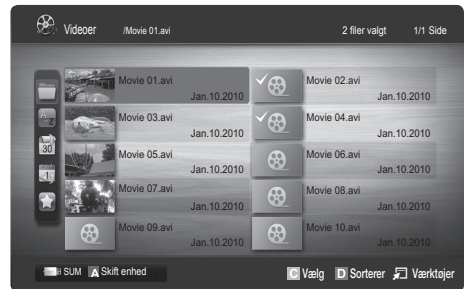 Videoer /Movie 01.avi 2 filer valgt 1/1 Side
Movie 01.avi Movie 02.avi
Jan.10.2010 Jan.10.2010
Movie 03.avi Movie 04.avi
Jan.10.2010 Jan.10.2010
Movie 05.avi Movie 06.avi
Jan.10.2010 Jan.10.2010
Movie 07.avi Movie 08.avi
Jan.10.2010 Jan.10.2010
Movie 09.avi Movie 10.avi
Jan.10.2010 Jan.10.2010
30
1
SUM A Skift enhed C Vælg D Sorterer Værktøjer